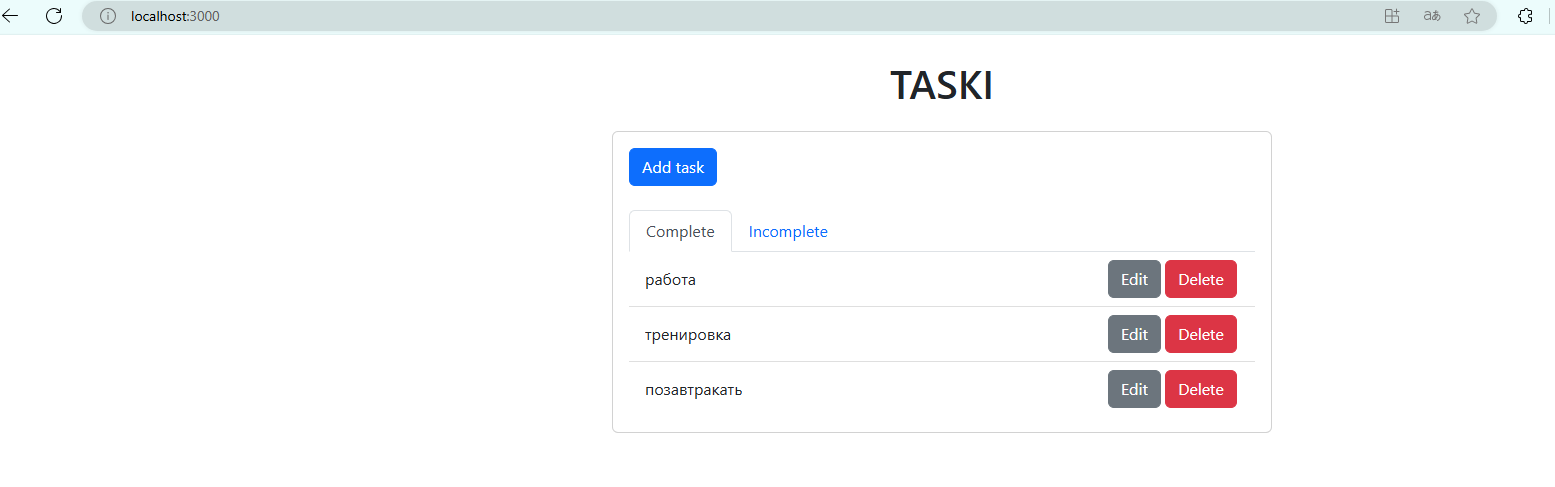 localhost:3000
TASKI
Add task
Complete Incomplete
работа Edit Delete
тренировка Edit Delete
позавтракать Edit Delete